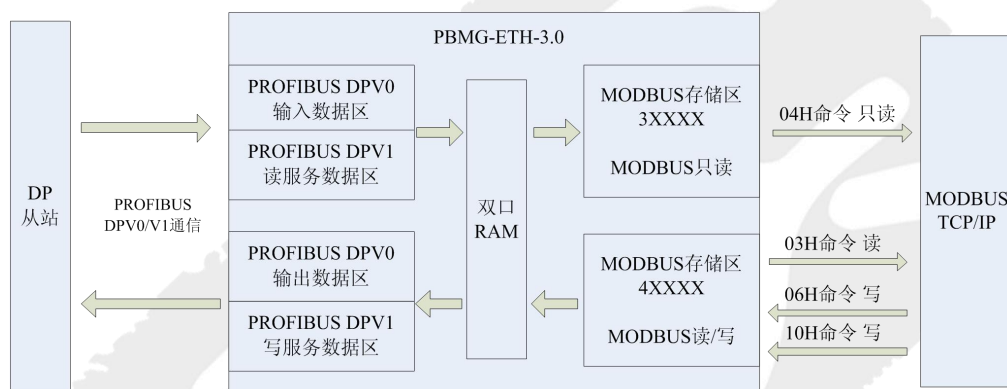 PBMG-ETH-3.0
DP
从站
PROFIBUS
DPV0/V1通信
PROFIBUS DPV0
输入数据区
PROFIBUS DPV1
读服务数据区
PROFIBUS DPV0
输出数据区
PROFIBUS DPV1
写服务数据区
双口
RAM
MODBUS存储区
3XXXX
MODBUS只读
MODBUS存储区
4XXXX
MODBUS读/写
04H命令 只读
03H命令 读
06H命令 写
10H命令 写
MODBUS
TCP/IP